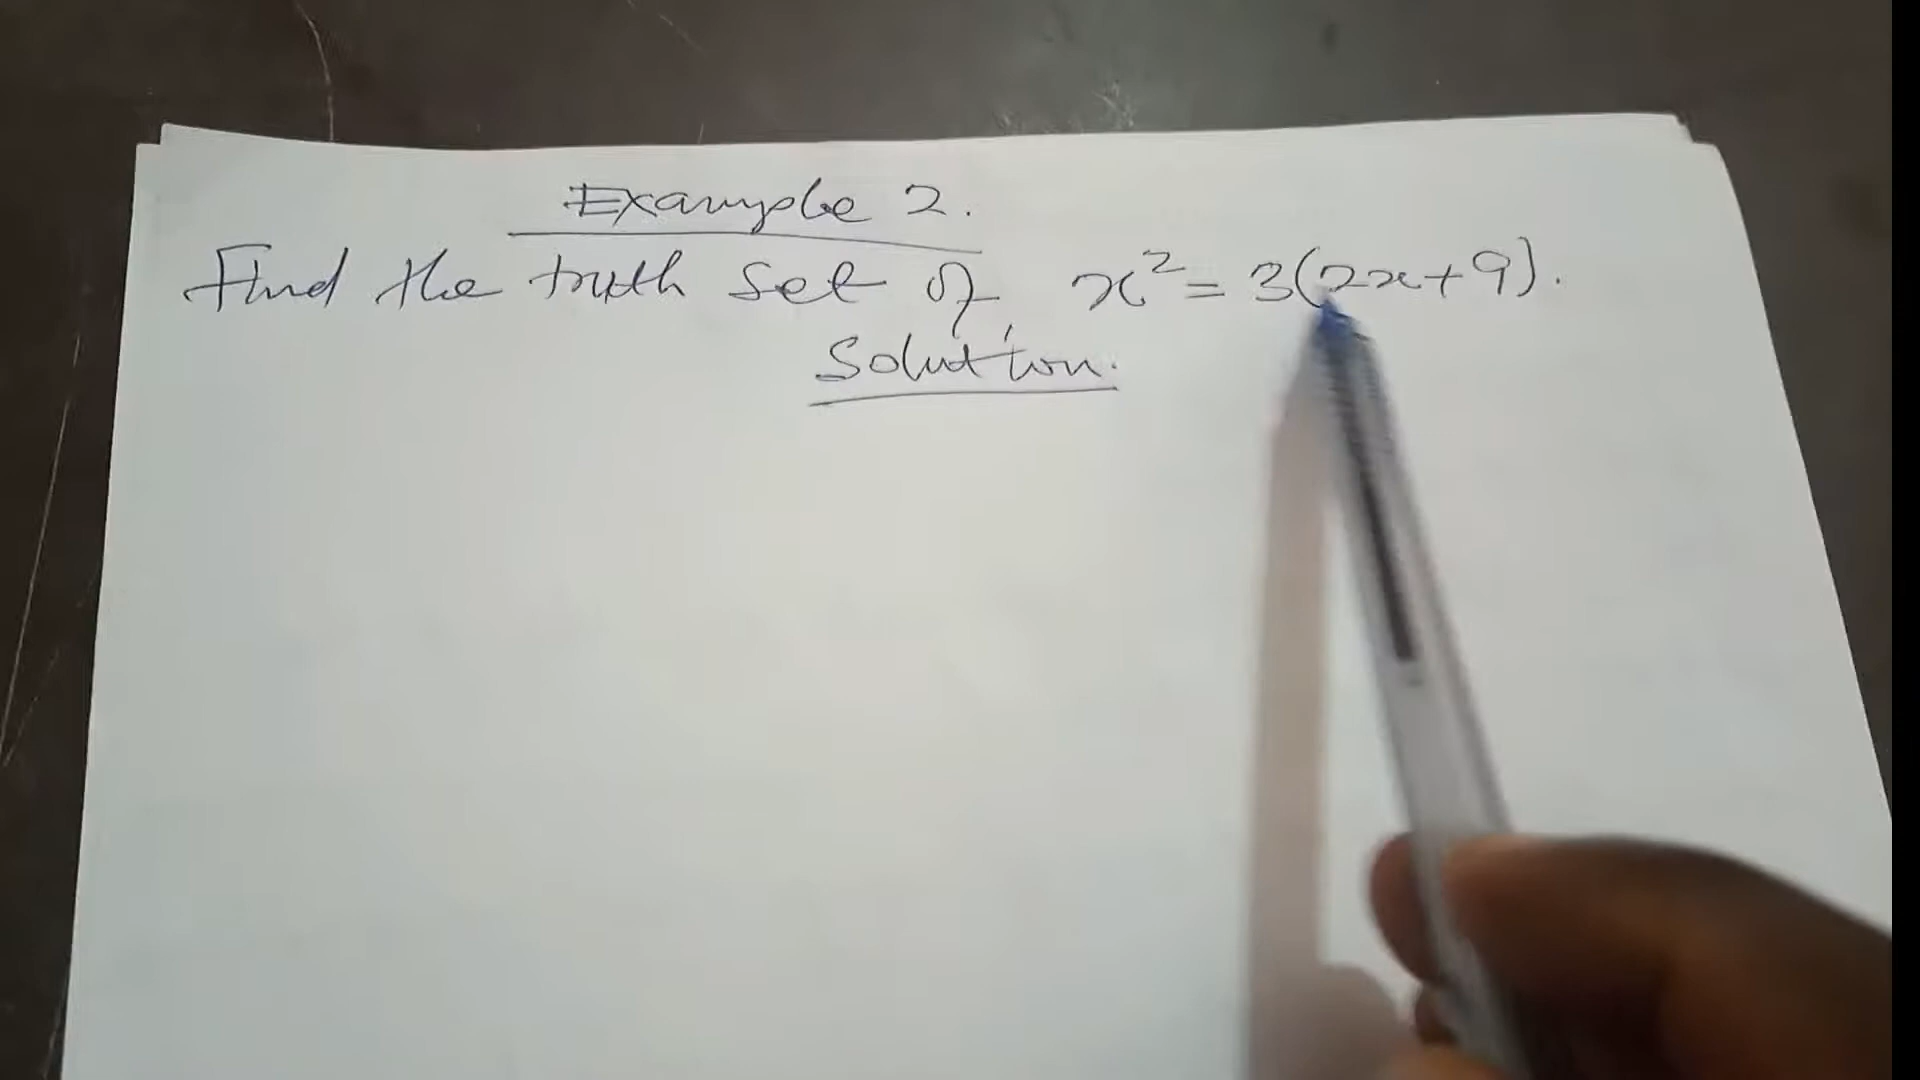 Example 2.
Find the truth set of x² = 3(2x+9).
Solution.